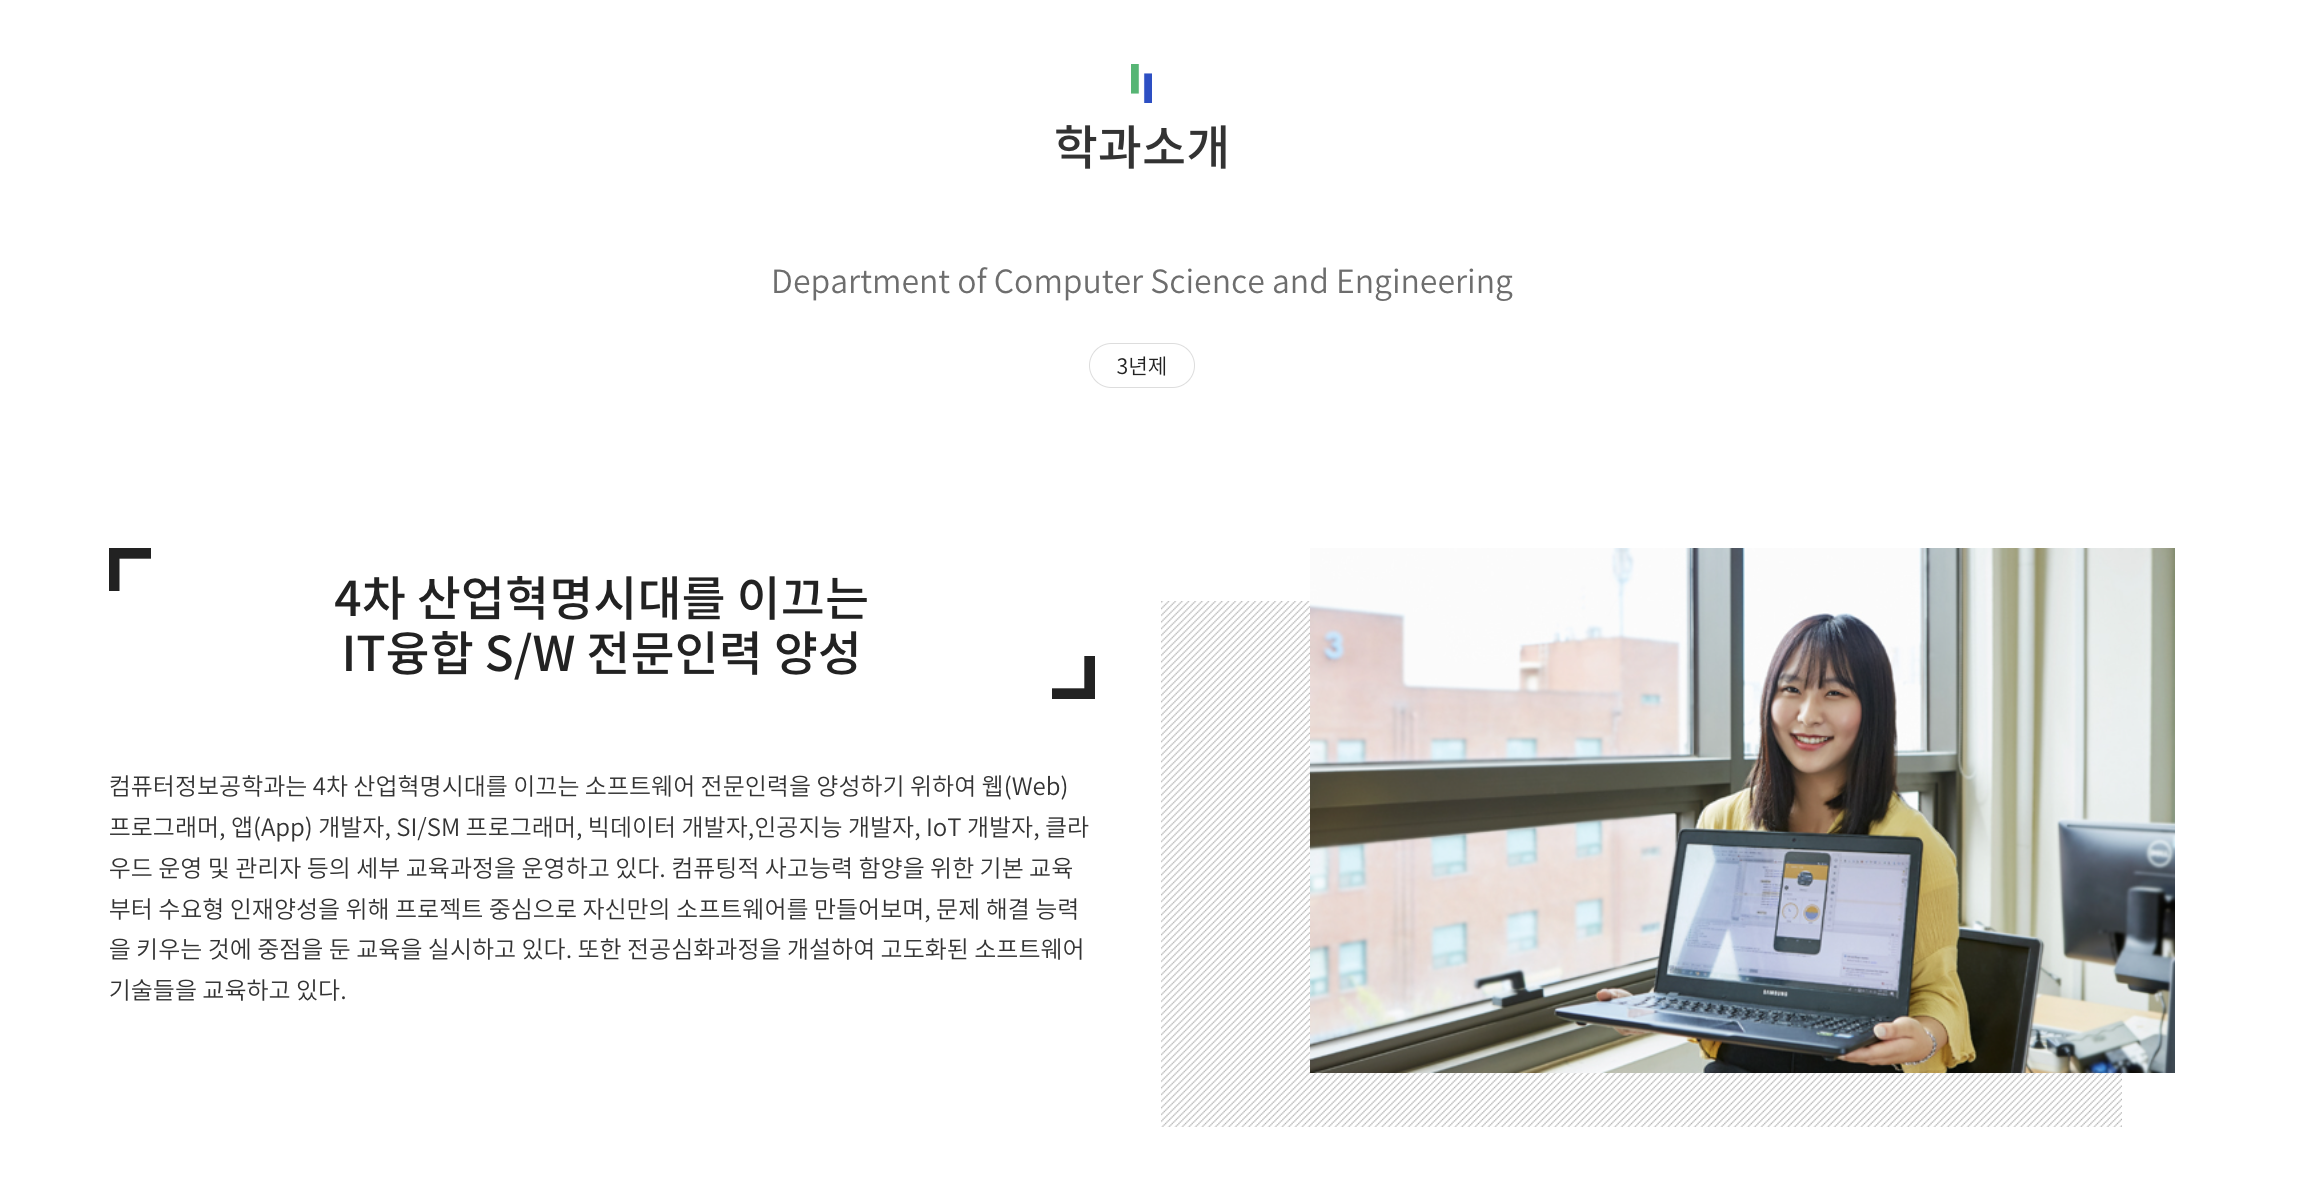 학과소개
Department of Computer Science and Engineering
3년제
4차 산업혁명시대를 이끄는
IT융합 S/W 전문인력 양성
컴퓨터정보공학과는 4차 산업혁명시대를 이끄는 소프트웨어 전문인력을 양성하기 위하여 웹(Web)
프로그래머, 앱(App) 개발자, SI/SM 프로그래머, 빅데이터 개발자,인공지능 개발자, IoT 개발자, 클라
우드 운영 및 관리자 등의 세부 교육과정을 운영하고 있다. 컴퓨팅적 사고능력 함양을 위한 기본 교육
부터 수요형 인재양성을 위해 프로젝트 중심으로 자신만의 소프트웨어를 만들어보며, 문제 해결 능력
을 키우는 것에 중점을 둔 교육을 실시하고 있다. 또한 전공심화과정을 개설하여 고도화된 소프트웨어
기술들을 교육하고 있다.
3
SAMSUNG